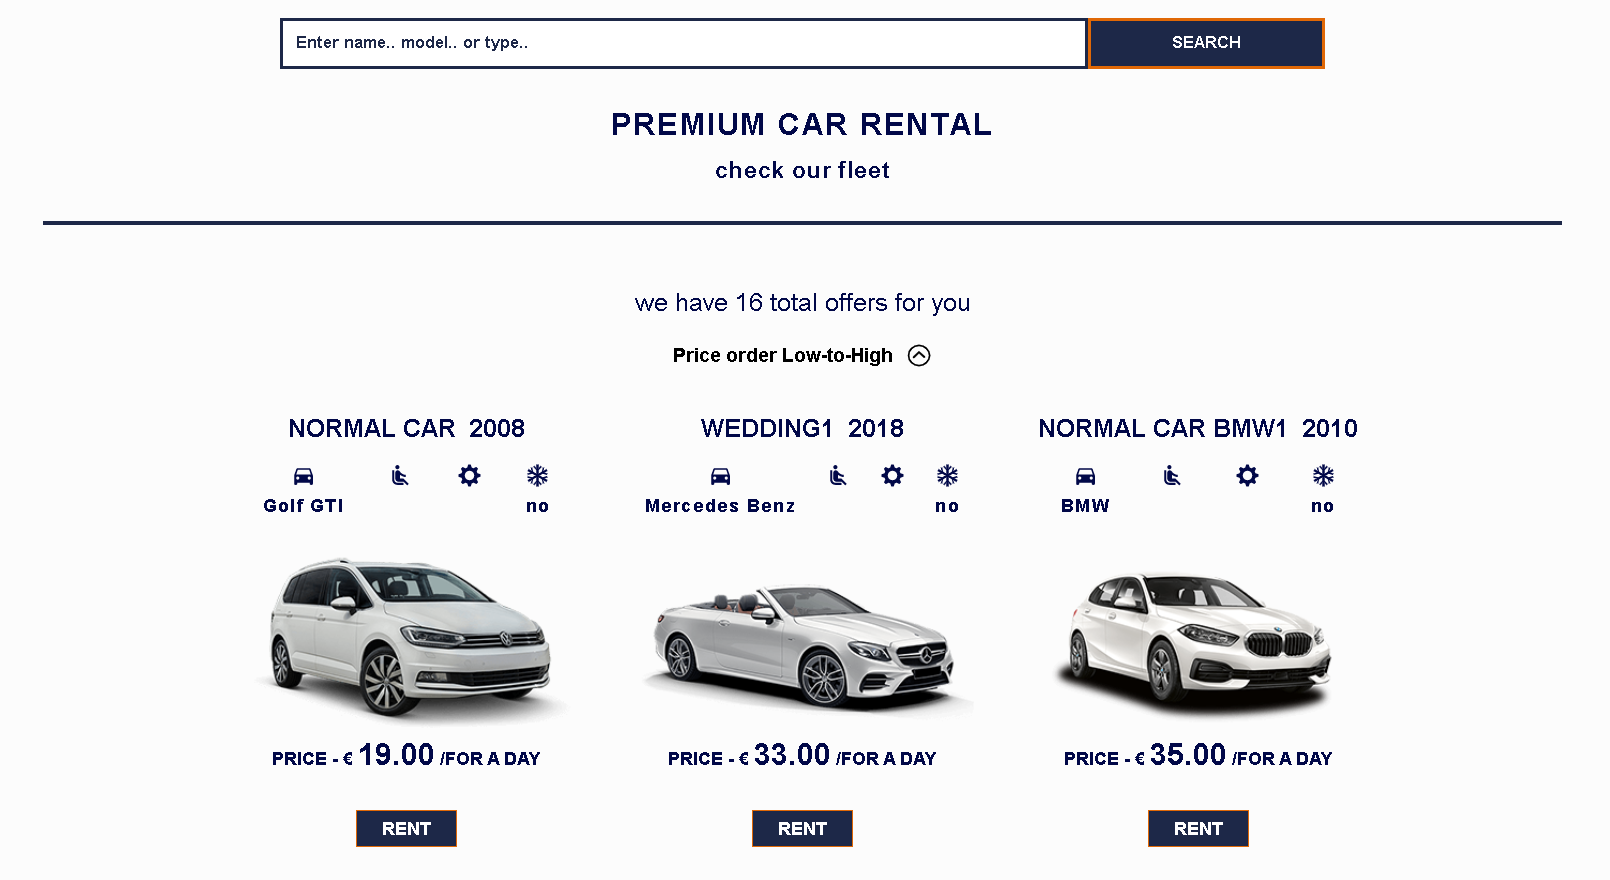 Enter name.. model.. or type..
SEARCH
PREMIUM CAR RENTAL
check our fleet
we have 16 total offers for you
Price order Low-to-High
NORMAL CAR 2008
Golf GTI no
PRICE - € 19.00 /FOR A DAY
RENT
WEDDING1 2018
Mercedes Benz no
PRICE - € 33.00 /FOR A DAY
RENT
NORMAL CAR BMW1 2010
BMW no
PRICE - € 35.00 /FOR A DAY
RENT